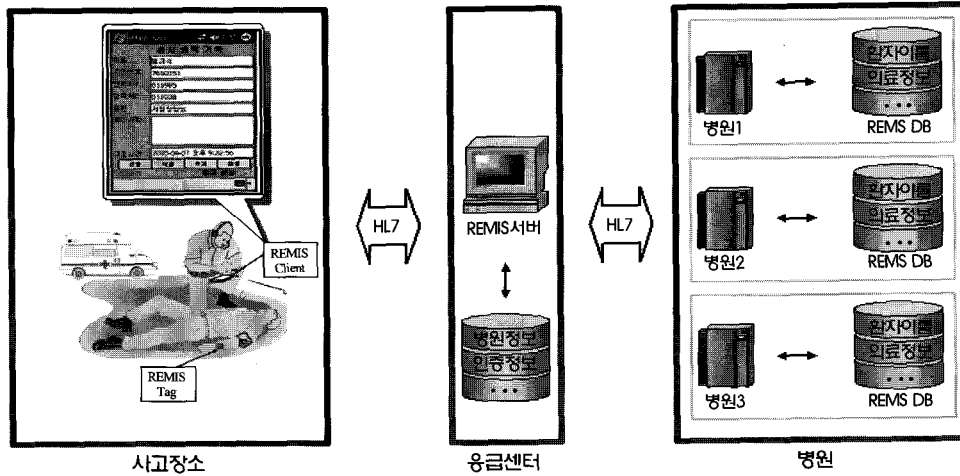 REMIS
Client
REMIS
Tag
사고장소
HL7
REMIS서버
병원정보
인증정보
• • •
응급센터
HL7
환자이름
의료정보
• • •
병원1
REMS DB
환자이름
의료정보
• • •
병원2
REMS DB
환자이름
의료정보
• • •
병원3
REMS DB
병원